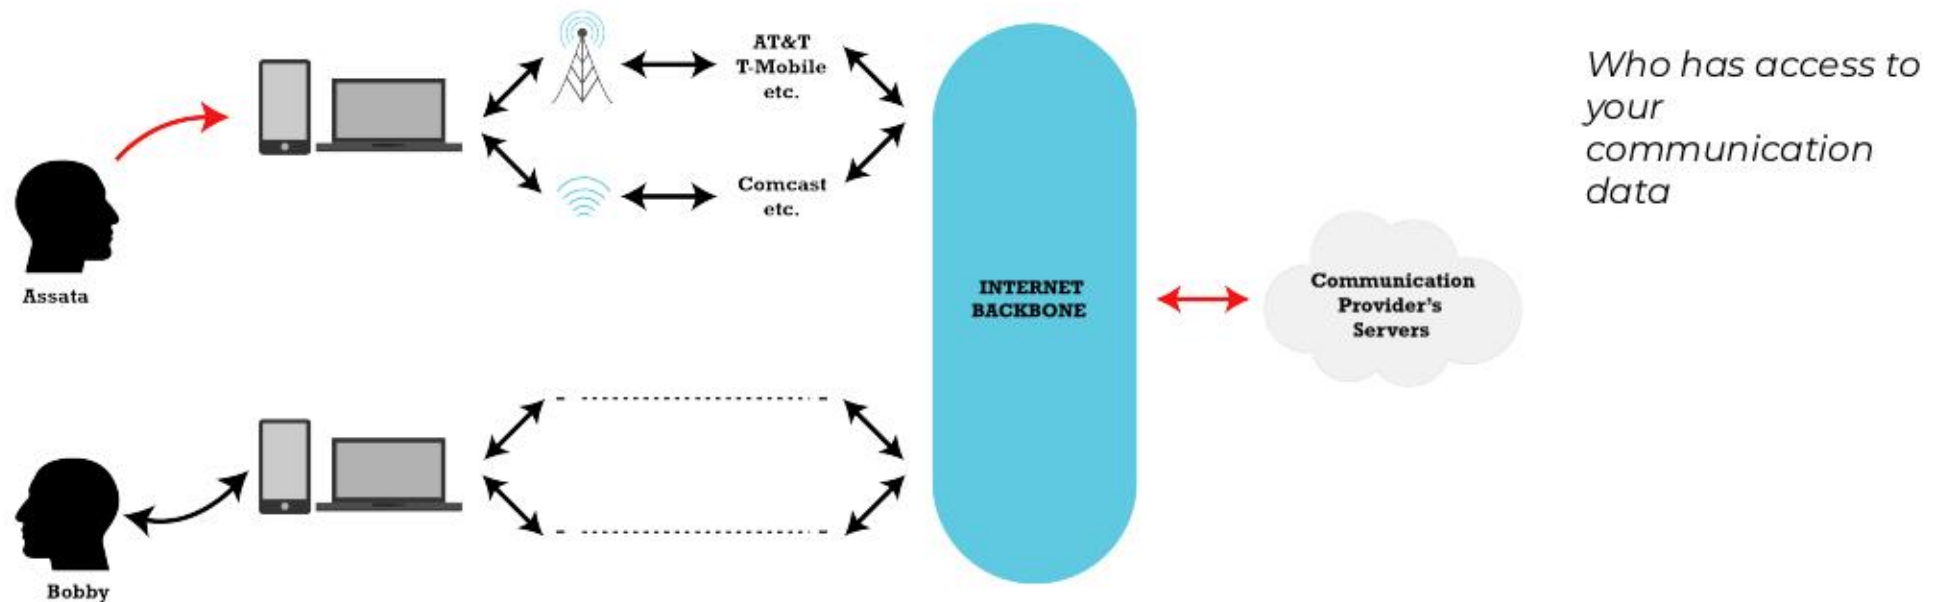 AT&T
T-Mobile
etc.
Who has access to
your
communication
data
Comcast
etc.
Assata
INTERNET
BACKBONE
Communication
Provider's
Servers
Bobby